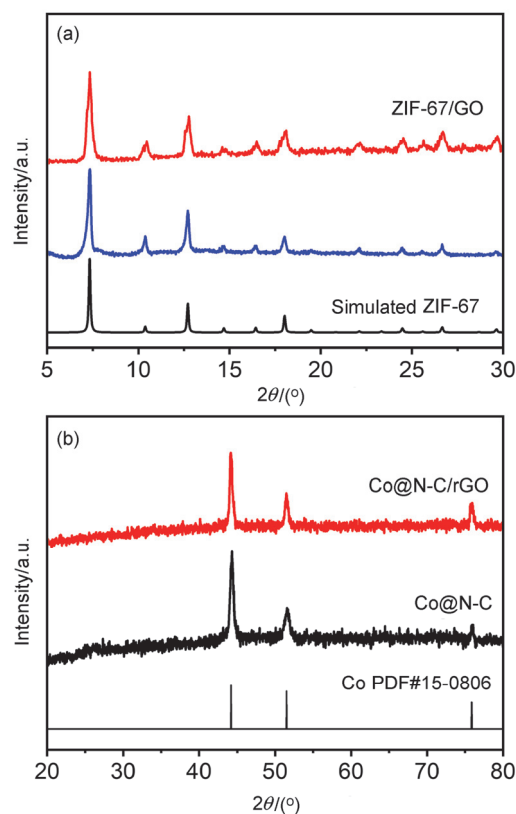 (a)
ZIF-67/GO
Simulated ZIF-67
Intensity/a.u.
5 10 15 20 25 30
2θ/(°)
(b)
Co@N-C/rGO
Co@N-C
Co PDF#15-0806
Intensity/a.u.
20 30 40 50 60 70 80
2θ/(°)